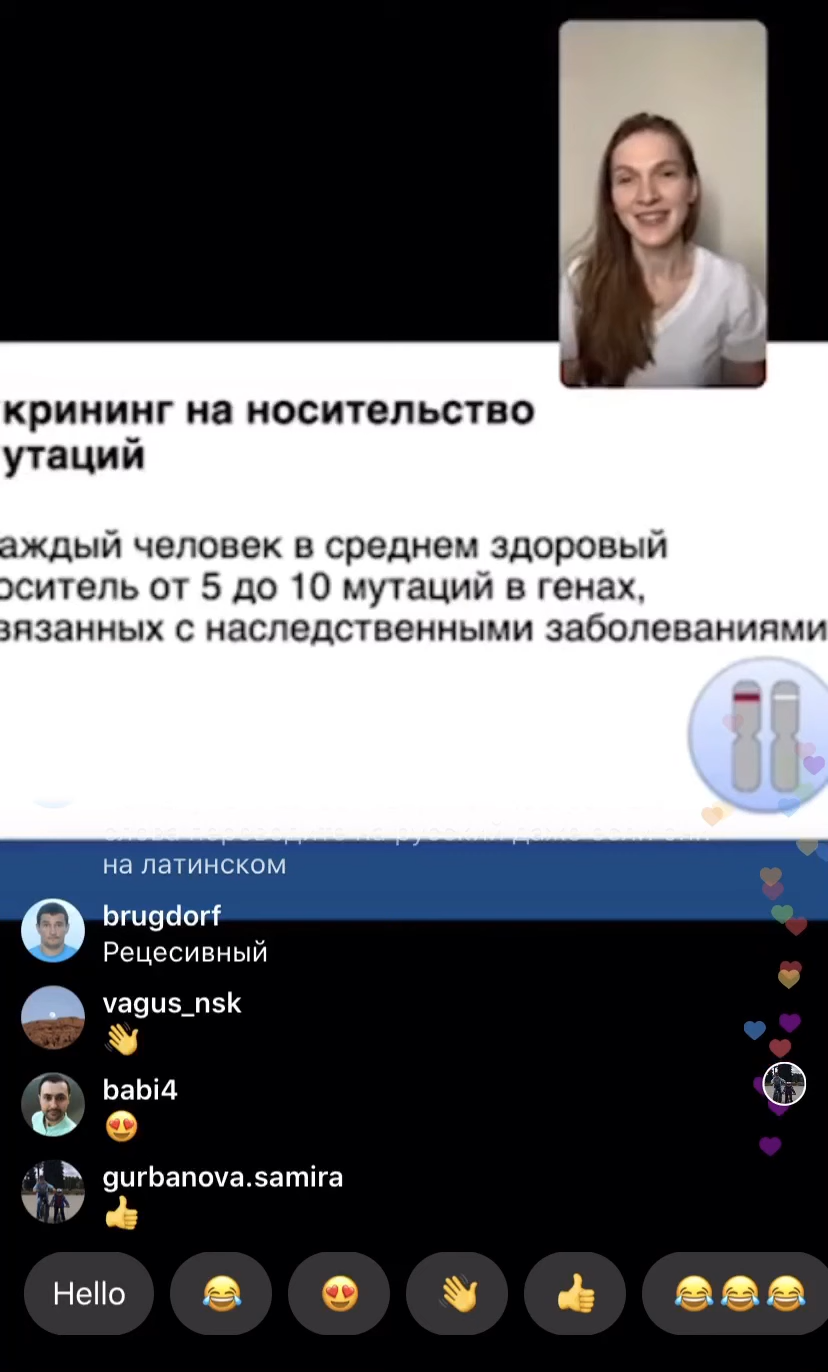 крининг на носительство
утаций
аждый человек в среднем здоровый
оситель от 5 до 10 мутаций в генах,
вязанных с наследственными заболеваниями
на латинском
brugdorf
Рецесивный
vagus_nsk
👋
babi4
😍
gurbanova.samira
👍
Hello 😂 😍 👋 👍 😂😂😂